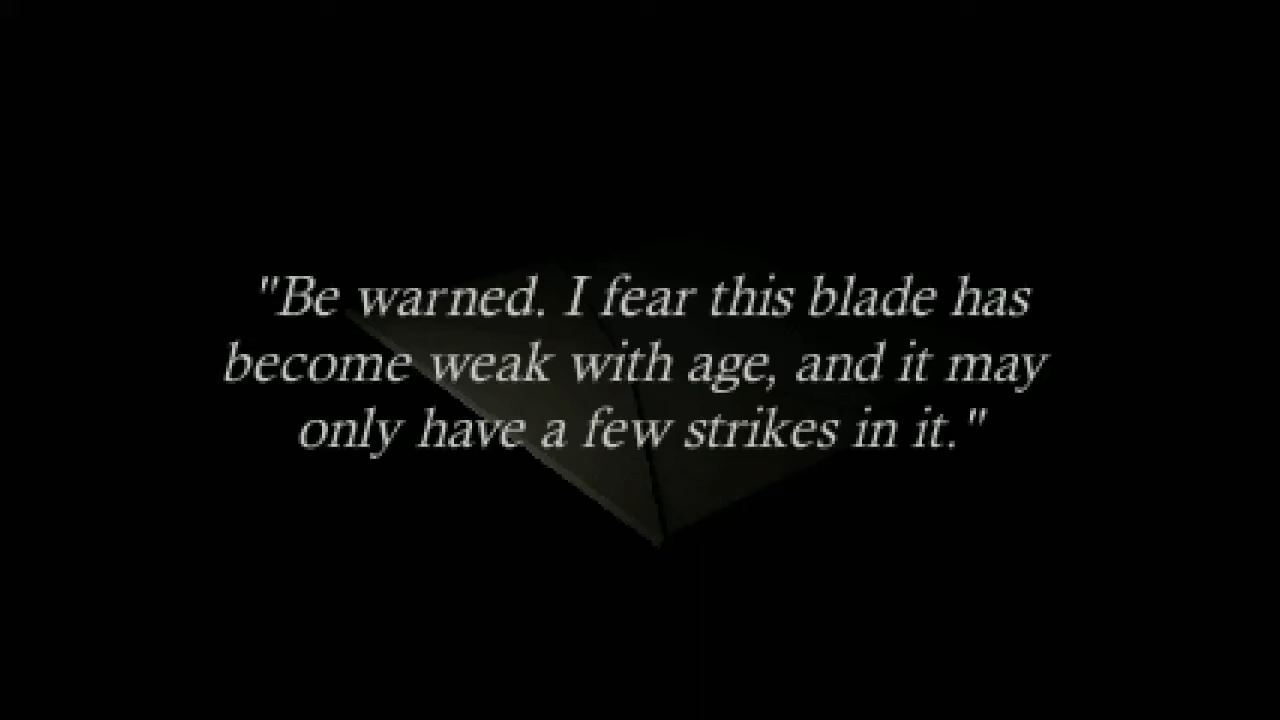 "Be warned. I fear this blade has
become weak with age, and it may
only have a few strikes in it."